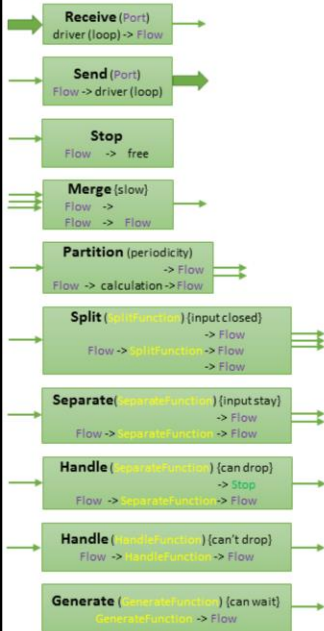 Receive (Port)
driver (loop) -> Flow
Send (Port)
Flow -> driver (loop)
Stop
Flow -> free
Merge {slow}
Flow ->
Flow -> Flow
Partition (periodicity)
-> Flow
Flow -> calculation -> Flow
Split (SplitFunction) {input closed}
-> Flow
Flow -> SplitFunction -> Flow
-> Flow
Separate (SeparateFunction) {input stay}
-> Flow
Flow -> SeparateFunction -> Flow
Handle (SeparateFunction) {can drop}
-> Stop
Flow -> SeparateFunction -> Flow
Handle (HandleFunction) {can't drop}
Flow -> HandleFunction -> Flow
Generate (GenerateFunction) {can wait}
GenerateFunction -> Flow